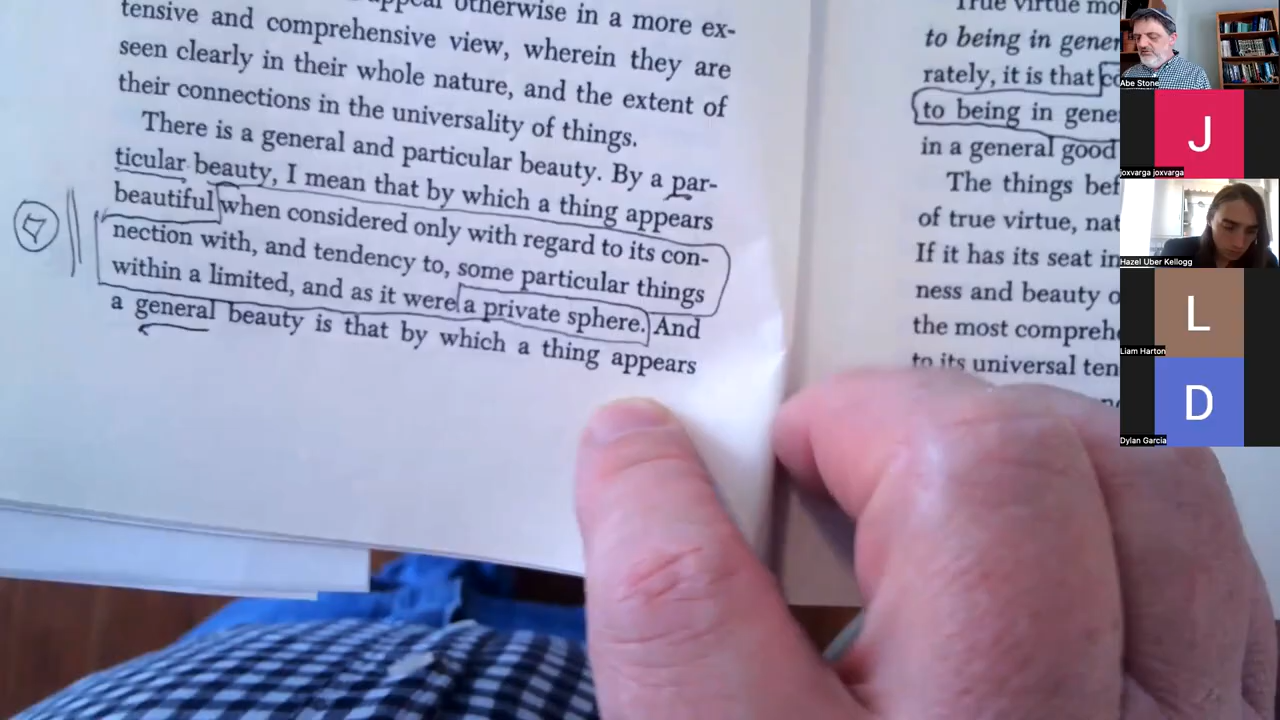 appeal otherwise in a more ex-
tensive and comprehensive view, wherein they are
seen clearly in their whole nature, and the extent of
their connections in the universality of things.
There is a general and particular beauty. By a par-
ticular beauty, I mean that by which a thing appears
beautiful when considered only with regard to its con-
nection with, and tendency to, some particular things
within a limited, and as it were a private sphere. And
a general beauty is that by which a thing appears
7
True virtue mo
to being in gener
rately, it is that
to being in gene
in a general good
The things bef
of true virtue, nat
If it has its seat in
ness and beauty o
the most comprehe
to its universal ten
Abe Stone
J
joxvarga joxvarga
Hazel Uber Kellogg
L
Liam Harton
D
Dylan Garcia